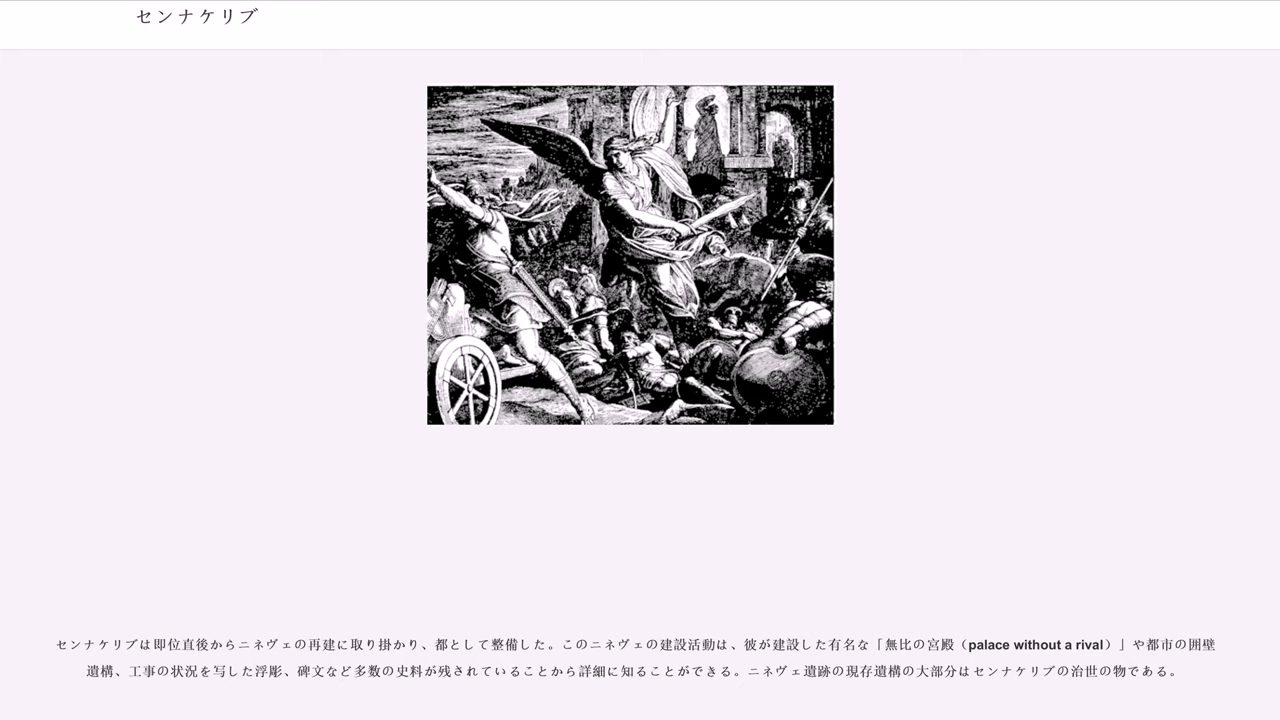 センナケリブ
センナケリブは即位直後からニネヴェの再建に取り掛かり、都として整備した。このニネヴェの建設活動は、彼が建設した有名な「無比の宮殿（palace without a rival）」や都市の囲壁
遺構、工事の状況を写した浮彫、碑文など多数の史料が残されていることから詳細に知ることができる。ニネヴェ遺跡の現存遺構の大部分はセンナケリブの治世の物である。